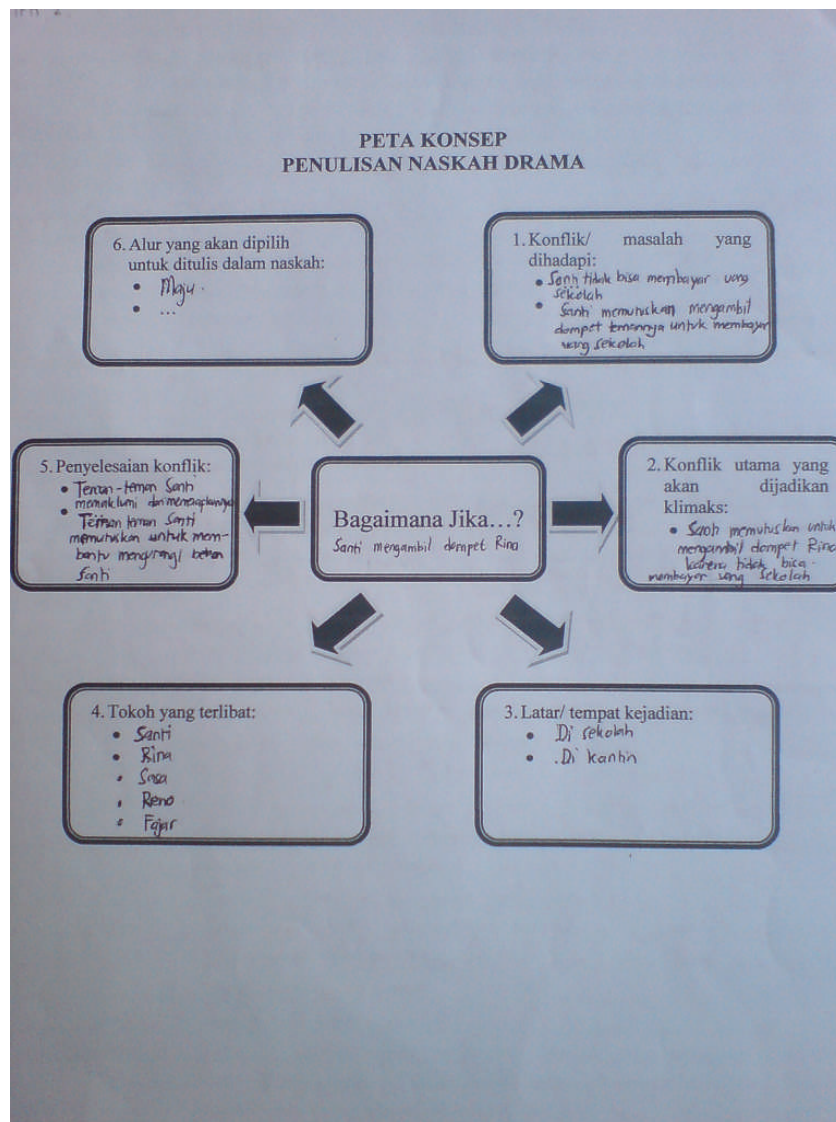 PETA KONSEP
PENULISAN NASKAH DRAMA
6. Alur yang akan dipilih
untuk ditulis dalam naskah:
• Maju.
• ...
1. Konflik/ masalah yang
dihadapi:
• Santi tidak bisa membayar uang
sekolah
• Santi memutuskan mengambil
dompet temannya untuk membayar
uang sekolah
5. Penyelesaian konflik:
• Teman-teman Santi
memaklumi dan
• Teman teman Santi
memutuskan untuk mem-
bantu mengurangi beban
Santi
Bagaimana Jika...?
Santi mengambil dompet Rina
2. Konflik utama yang
akan dijadikan
klimaks:
• Santi memutuskan untuk
mengambil dompet Rina
karena tidak bisa
membayar uang sekolah
4. Tokoh yang terlibat:
• Santi
• Rina
• Sasa
• Reno
• Fajar
3. Latar/ tempat kejadian:
• Di sekolah
• .Di kantin